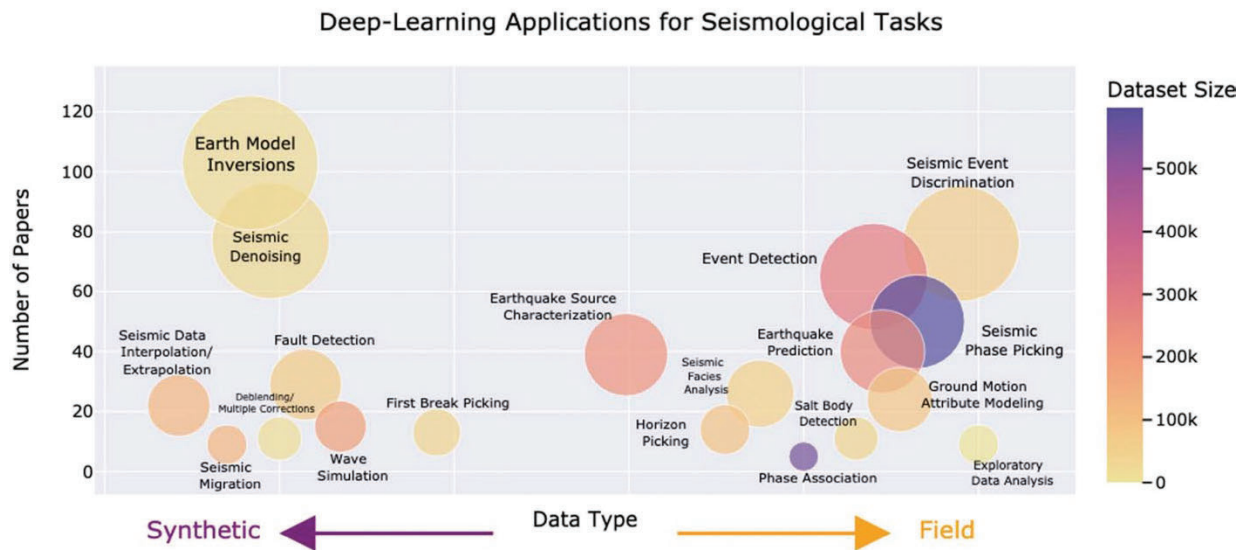 Deep-Learning Applications for Seismological Tasks
Number of Papers
120
100
80
60
40
20
0
Earth Model
Inversions
Seismic
Denoising
Seismic Data
Interpolation/
Extrapolation
Fault Detection
Deblending/
Multiple Corrections
First Break Picking
Seismic
Migration
Wave
Simulation
Earthquake Source
Characterization
Seismic Event
Discrimination
Event Detection
Earthquake
Prediction
Seismic
Phase Picking
Seismic
Facies
Analysis
Ground Motion
Attribute Modeling
Salt Body
Detection
Horizon
Picking
Phase Association
Exploratory
Data Analysis
Dataset Size
500k
400k
300k
200k
100k
0
Synthetic
Data Type
Field